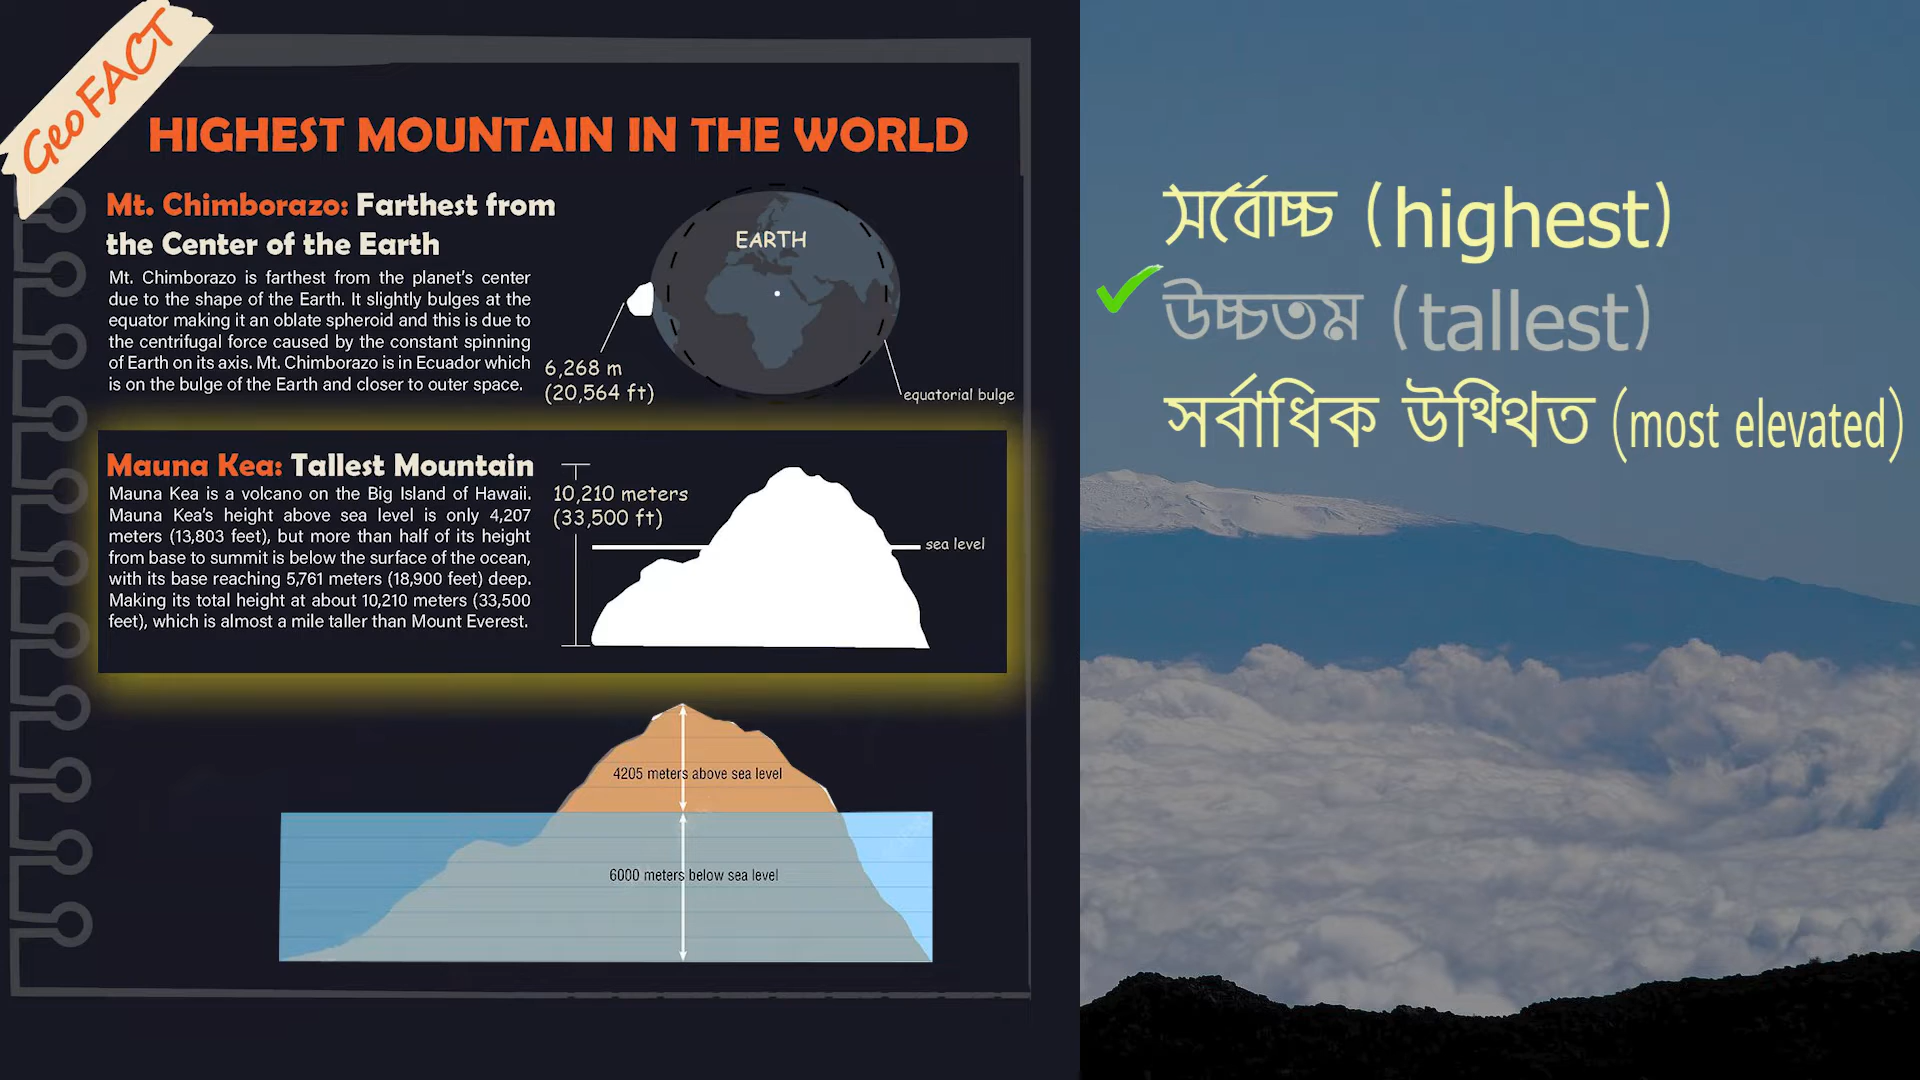 GeoFACT
HIGHEST MOUNTAIN IN THE WORLD
Mt. Chimborazo: Farthest from
the Center of the Earth
Mt. Chimborazo is farthest from the planet's center
due to the shape of the Earth. It slightly bulges at the
equator making it an oblate spheroid and this is due to
the centrifugal force caused by the constant spinning
of Earth on its axis. Mt. Chimborazo is in Ecuador which
is on the bulge of the Earth and closer to outer space.
EARTH
6,268 m
(20,564 ft)
equatorial bulge
Mauna Kea: Tallest Mountain
Mauna Kea is a volcano on the Big Island of Hawaii.
Mauna Kea's height above sea level is only 4,207
meters (13,803 feet), but more than half of its height
from base to summit is below the surface of the ocean,
with its base reaching 5,761 meters (18,900 feet) deep.
Making its total height at about 10,210 meters (33,500
feet), which is almost a mile taller than Mount Everest.
10,210 meters
(33,500 ft)
sea level
4205 meters above sea level
6000 meters below sea level
সর্বোচ্চ (highest)
উচ্চতম (tallest)
সর্বাধিক উত্থিত (most elevated)